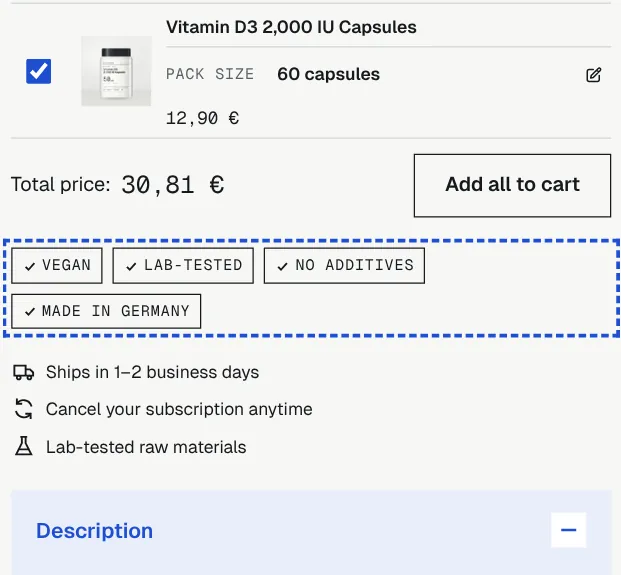 Vitamin D3 2,000 IU Capsules
PACK SIZE 60 capsules
12,90 €
Total price: 30,81 €
Add all to cart
VEGAN
LAB-TESTED
NO ADDITIVES
MADE IN GERMANY
Ships in 1–2 business days
Cancel your subscription anytime
Lab-tested raw materials
Description